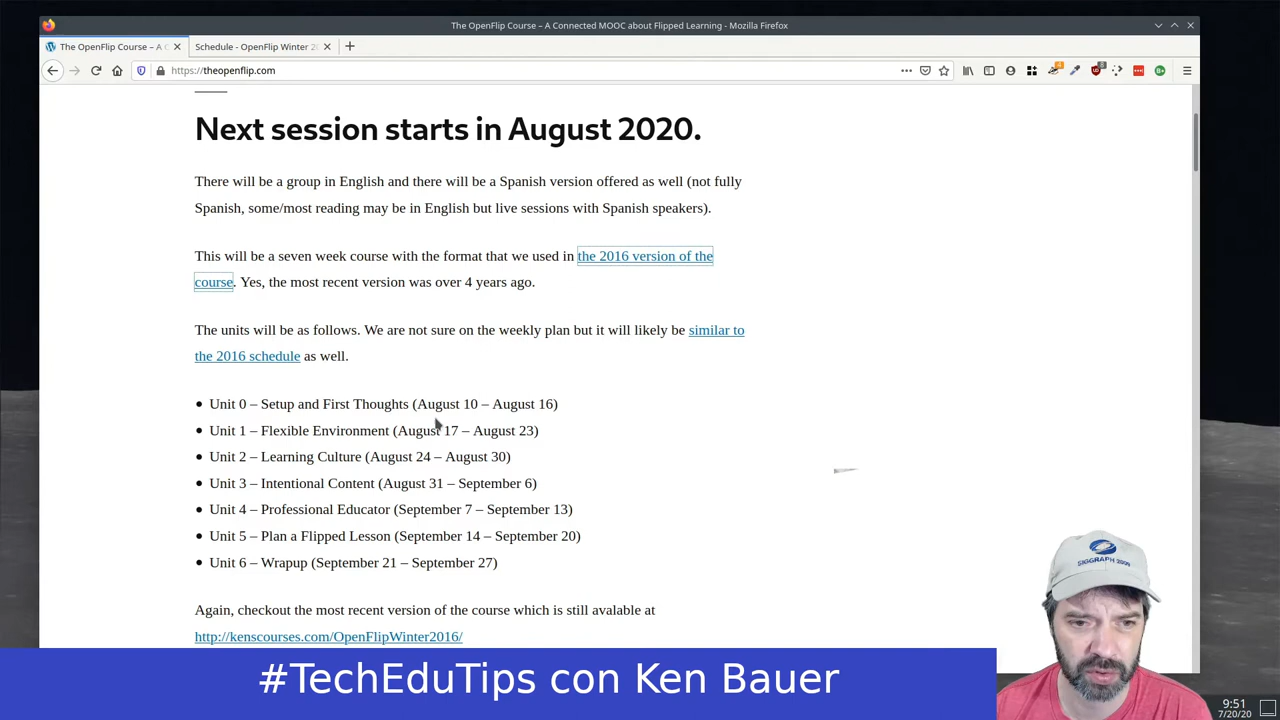 The OpenFlip Course – A Connected MOOC about Flipped Learning - Mozilla Firefox
The OpenFlip Course – A C
Schedule - OpenFlip Winter 2
https://theopenflip.com
Next session starts in August 2020.
There will be a group in English and there will be a Spanish version offered as well (not fully
Spanish, some/most reading may be in English but live sessions with Spanish speakers).
This will be a seven week course with the format that we used in the 2016 version of the
course. Yes, the most recent version was over 4 years ago.
The units will be as follows. We are not sure on the weekly plan but it will likely be similar to
the 2016 schedule as well.
• Unit 0 – Setup and First Thoughts (August 10 – August 16)
• Unit 1 – Flexible Environment (August 17 – August 23)
• Unit 2 – Learning Culture (August 24 – August 30)
• Unit 3 – Intentional Content (August 31 – September 6)
• Unit 4 – Professional Educator (September 7 – September 13)
• Unit 5 – Plan a Flipped Lesson (September 14 – September 20)
• Unit 6 – Wrapup (September 21 – September 27)
Again, checkout the most recent version of the course which is still avalable at
http://kenscourses.com/OpenFlipWinter2016/
SIGGRAPH 2009
#TechEduTips con Ken Bauer
9:51
7/20/20